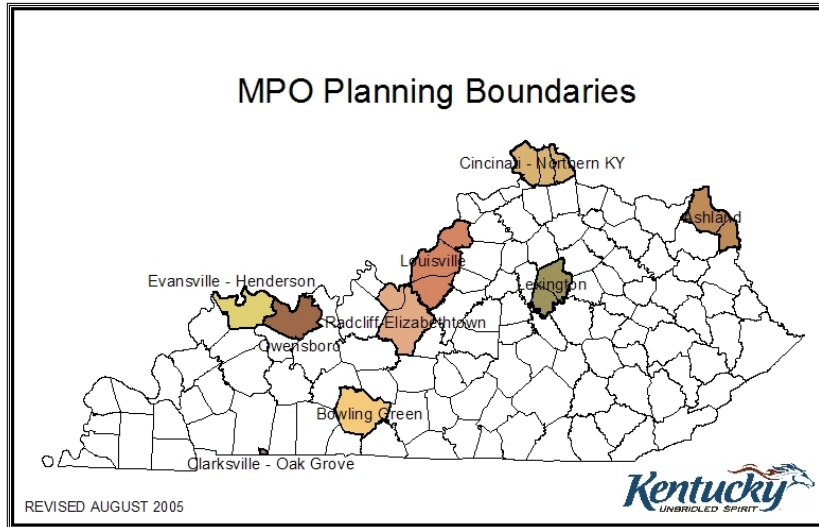 MPO Planning Boundaries
Cincinati - Northern KY
Ashland
Louisville
Lexington
Evansville - Henderson
Radcliff-Elizabethtown
Owensboro
Bowling Green
Clarksville - Oak Grove
REVISED AUGUST 2005
Kentucky
UNBRIDLED SPIRIT